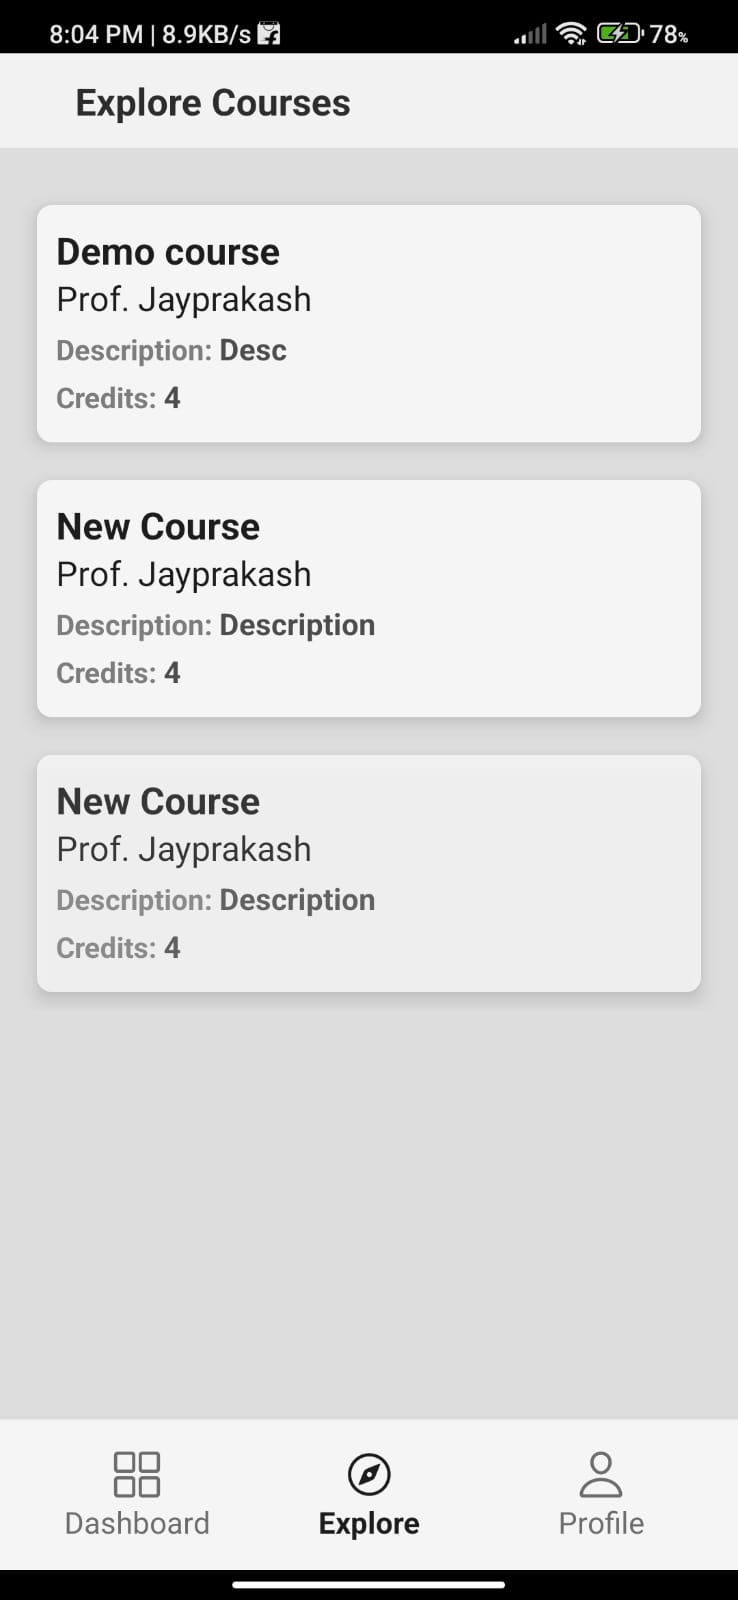 8:04 PM | 8.9KB/s 78%
Explore Courses
Demo course
Prof. Jayprakash
Description: Desc
Credits: 4
New Course
Prof. Jayprakash
Description: Description
Credits: 4
New Course
Prof. Jayprakash
Description: Description
Credits: 4
Dashboard Explore Profile